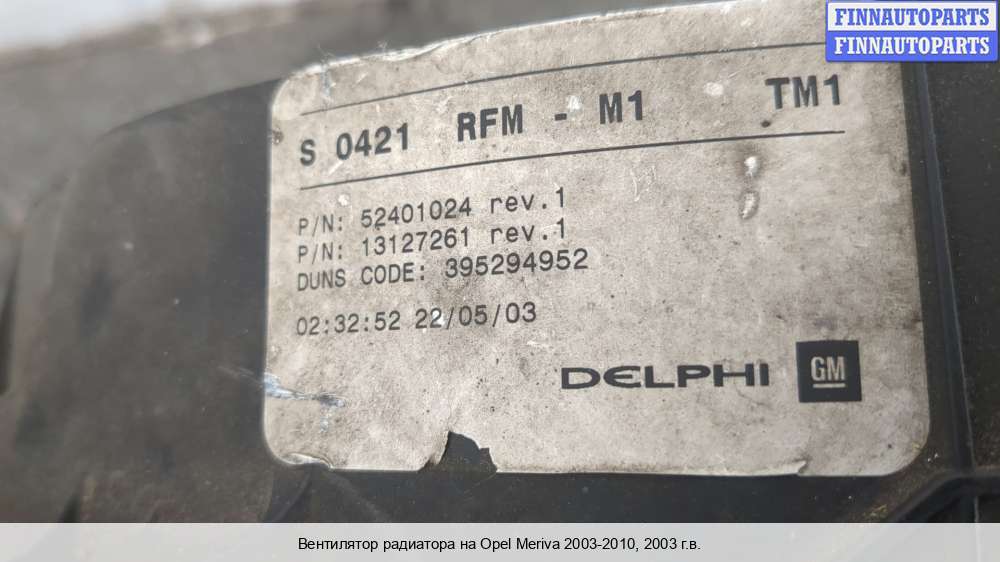 FINNAUTOPARTS
FINNAUTOPARTS
S 0421 RFM - M1 TM1
P/N: 52401024 rev.1
P/N: 13127261 rev.1
DUNS CODE: 395294952
02:32:52 22/05/03
DELPHI GM
Вентилятор радиатора на Opel Meriva 2003-2010, 2003 г.в.